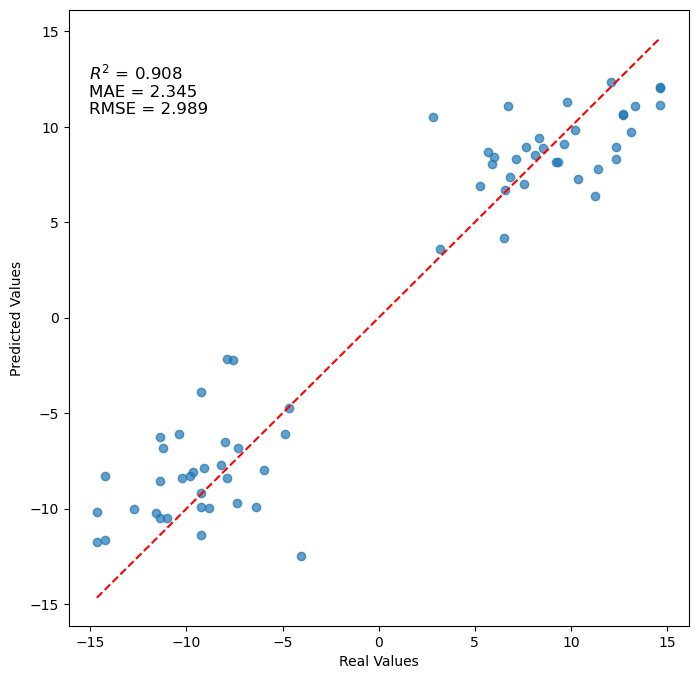 R² = 0.908
MAE = 2.345
RMSE = 2.989
15
10
5
0
−5
−10
−15
Predicted Values
−15 −10 −5 0 5 10 15
Real Values